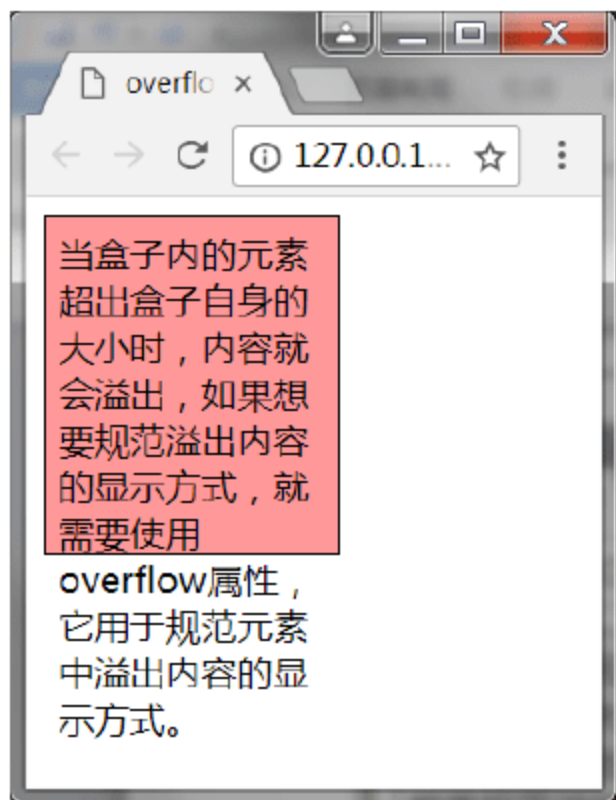 overflo
127.0.0.1...
当盒子内的元素
超出盒子自身的
大小时，内容就
会溢出，如果想
要规范溢出内容
的显示方式，就
需要使用
overflow属性，
它用于规范元素
中溢出内容的显
示方式。